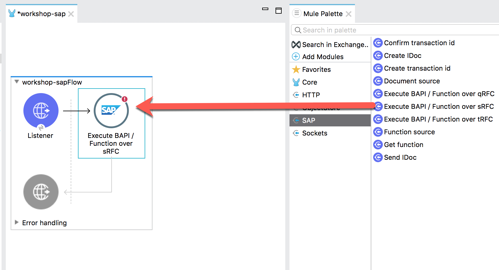 *workshop-sap
workshop-sapFlow
SAP
Listener
Execute BAPI /
Function over
sRFC
Error handling
Mule Palette
Search in palette
Search in Exchange...
Add Modules
Favorites
Core
HTTP
SAP
Sockets
Confirm transaction id
Create IDoc
Create transaction id
Document source
Execute BAPI / Function over qRFC
Execute BAPI / Function over sRFC
Execute BAPI / Function over tRFC
Function source
Get function
Send IDoc